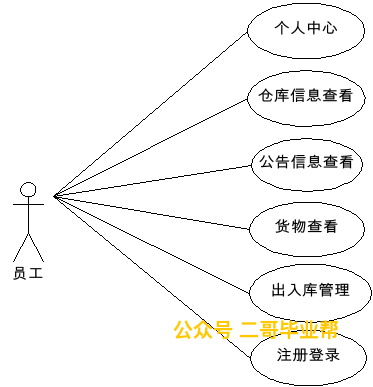 个人中心
仓库信息查看
公告信息查看
货物查看
员工
出入库管理
公众号 二哥毕业帮
注册登录